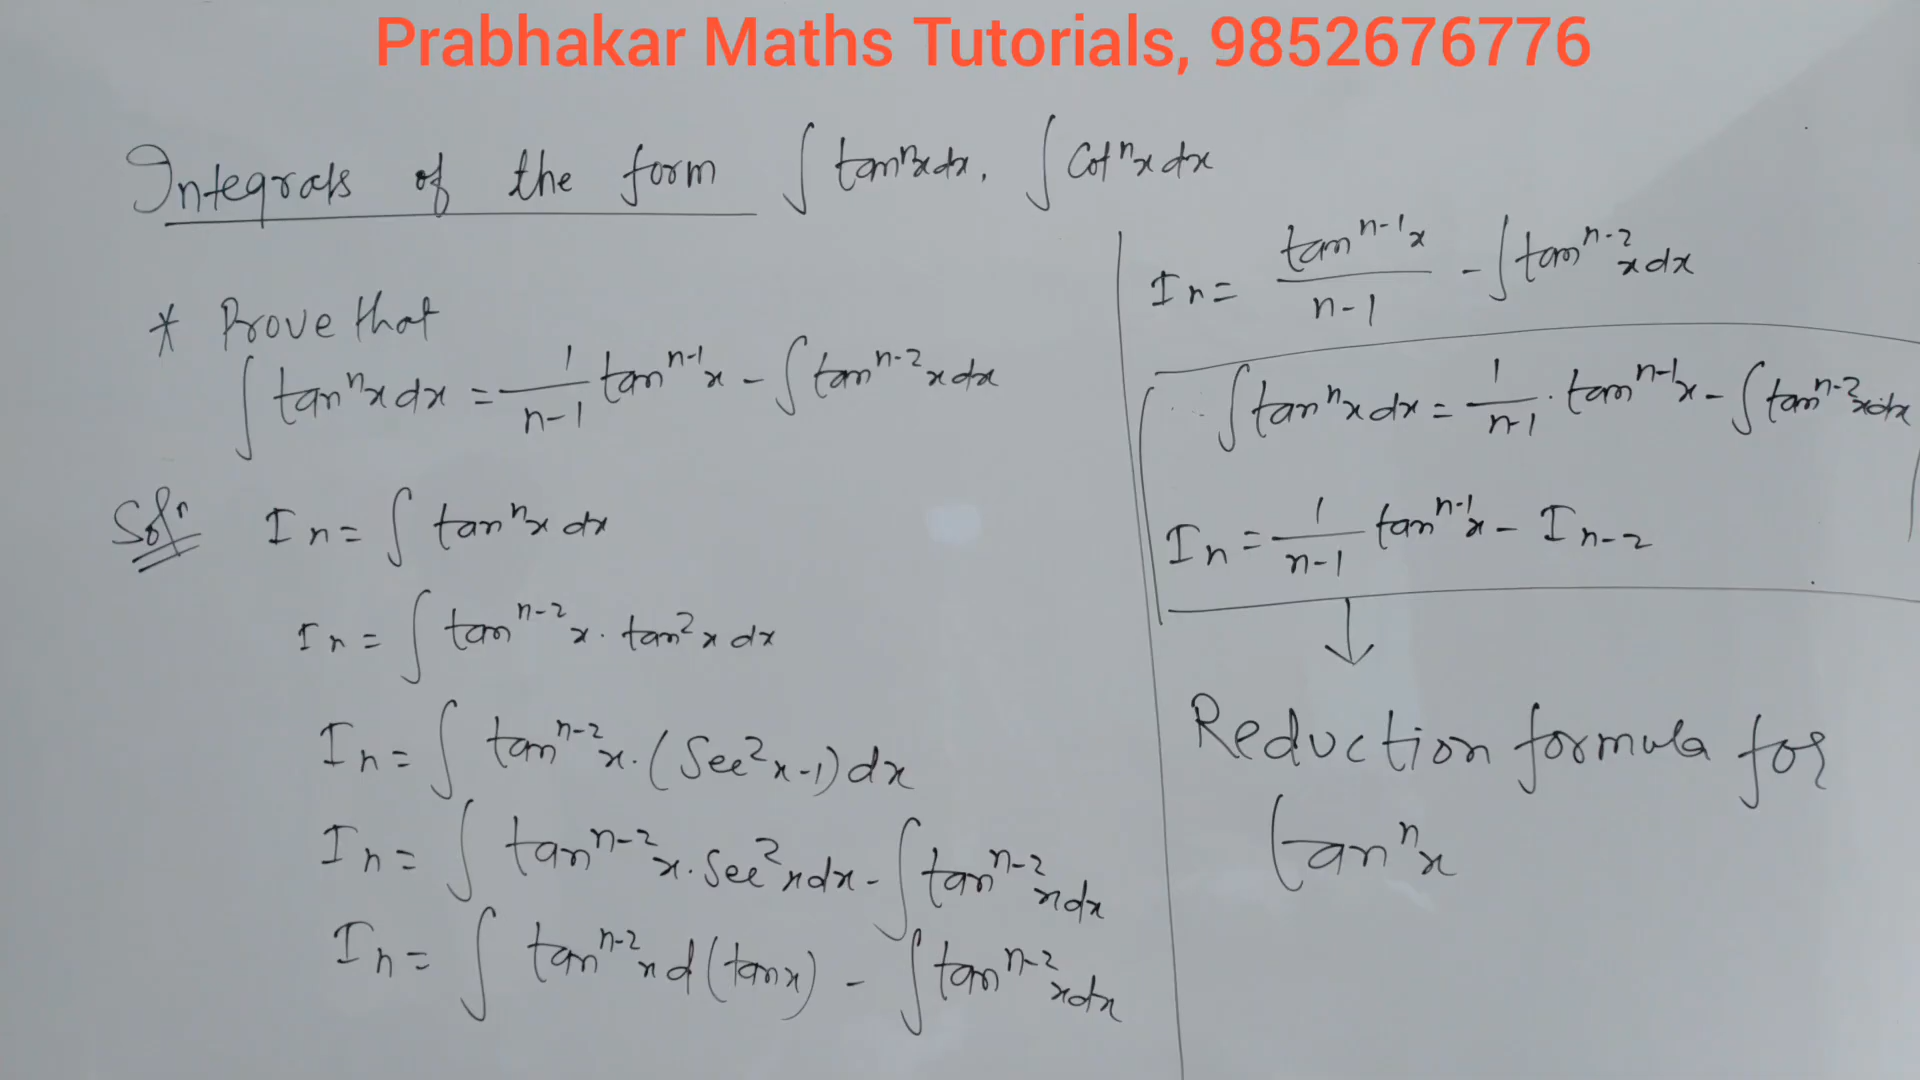 Prabhakar Maths Tutorials, 9852676776
Integrals of the form ∫ tanⁿx dx, ∫ Cotⁿx dx
* Prove that
∫ tanⁿx dx = 1/(n-1) tanⁿ⁻¹x - ∫ tanⁿ⁻²x dx
Solⁿ Iₙ = ∫ tanⁿx dx
Iₙ = ∫ tanⁿ⁻²x · tan²x dx
Iₙ = ∫ tanⁿ⁻²x · (Sec²x-1) dx
Iₙ = ∫ tanⁿ⁻²x · Sec²x dx - ∫ tanⁿ⁻²x dx
Iₙ = ∫ tanⁿ⁻²x d(tanx) - ∫ tanⁿ⁻²x dx
Iₙ = tanⁿ⁻¹x/(n-1) - ∫ tanⁿ⁻²x dx
∴ ∫ tanⁿx dx = 1/(n-1) · tanⁿ⁻¹x - ∫ tanⁿ⁻²x dx
Iₙ = 1/(n-1) tanⁿ⁻¹x - Iₙ₋₂
↓
Reduction formula for
tanⁿx